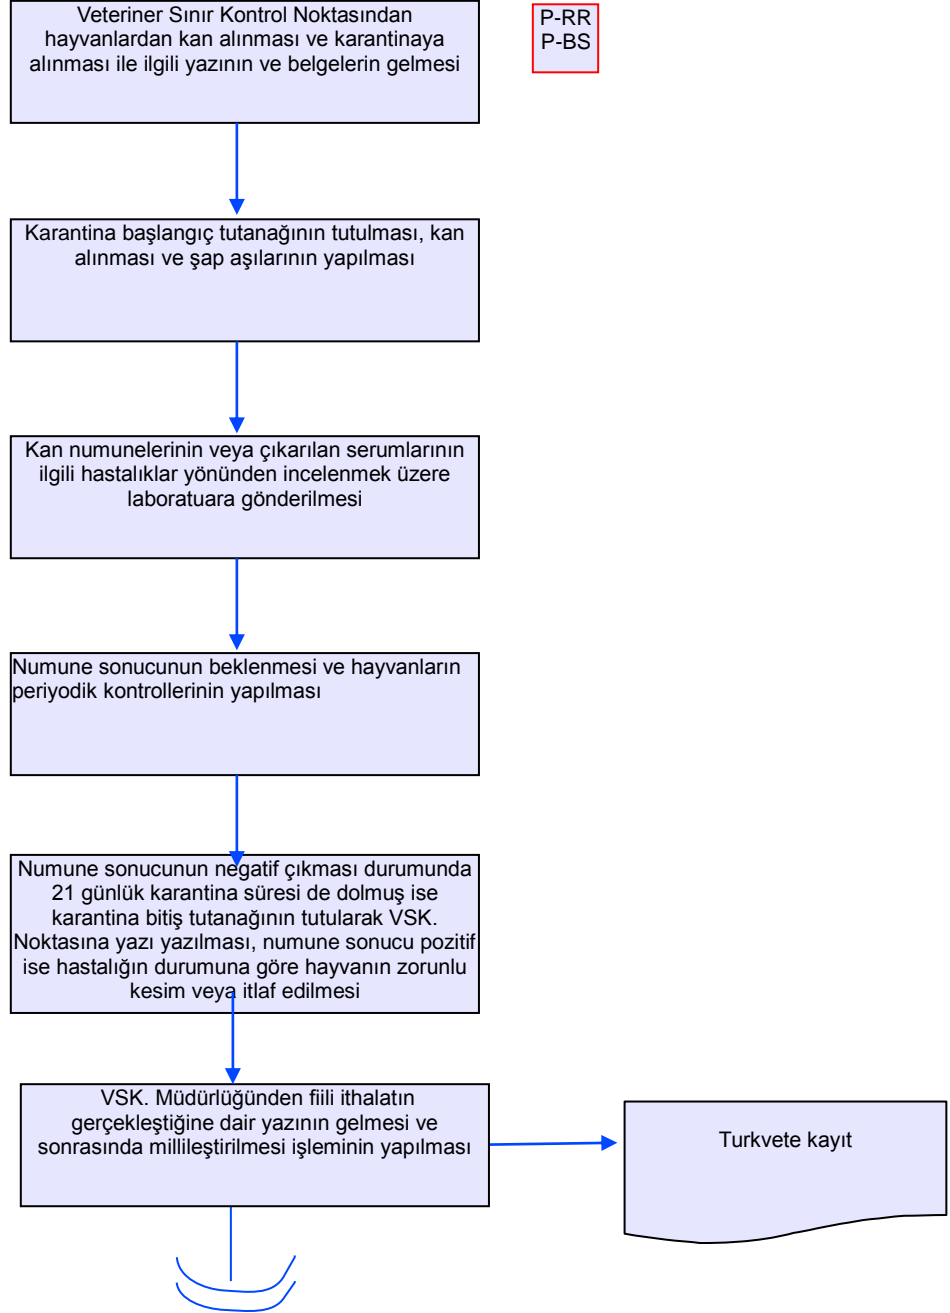 Veteriner Sınır Kontrol Noktasından
hayvanlardan kan alınması ve karantinaya
alınması ile ilgili yazının ve belgelerin gelmesi
P-RR
P-BS
Karantina başlangıç tutanağının tutulması, kan
alınması ve şap aşılarının yapılması
Kan numunelerinin veya çıkarılan serumlarının
ilgili hastalıklar yönünden incelenmek üzere
laboratuara gönderilmesi
Numune sonucunun beklenmesi ve hayvanların
periyodik kontrollerinin yapılması
Numune sonucunun negatif çıkması durumunda
21 günlük karantina süresi de dolmuş ise
karantina bitiş tutanağının tutularak VSK.
Noktasına yazı yazılması, numune sonucu pozitif
ise hastalığın durumuna göre hayvanın zorunlu
kesim veya itlaf edilmesi
VSK. Müdürlüğünden fiili ithalatın
gerçekleştiğine dair yazının gelmesi ve
sonrasında millileştirilmesi işleminin yapılması
Turkvete kayıt